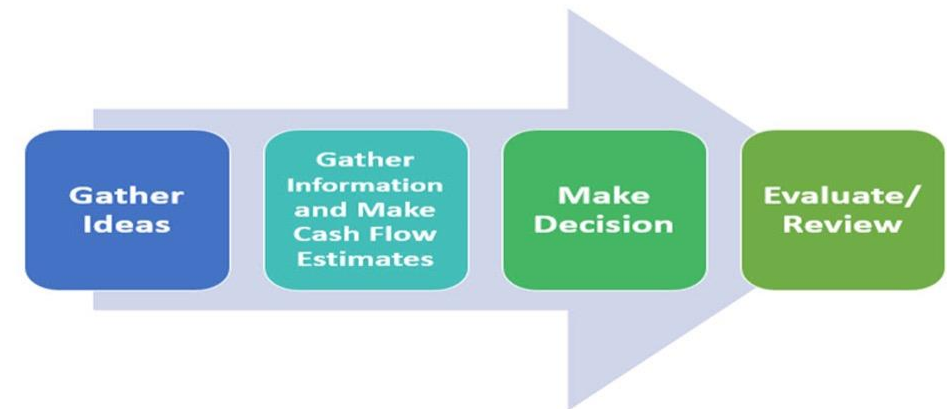 Gather
Ideas
Gather
Information
and Make
Cash Flow
Estimates
Make
Decision
Evaluate/
Review